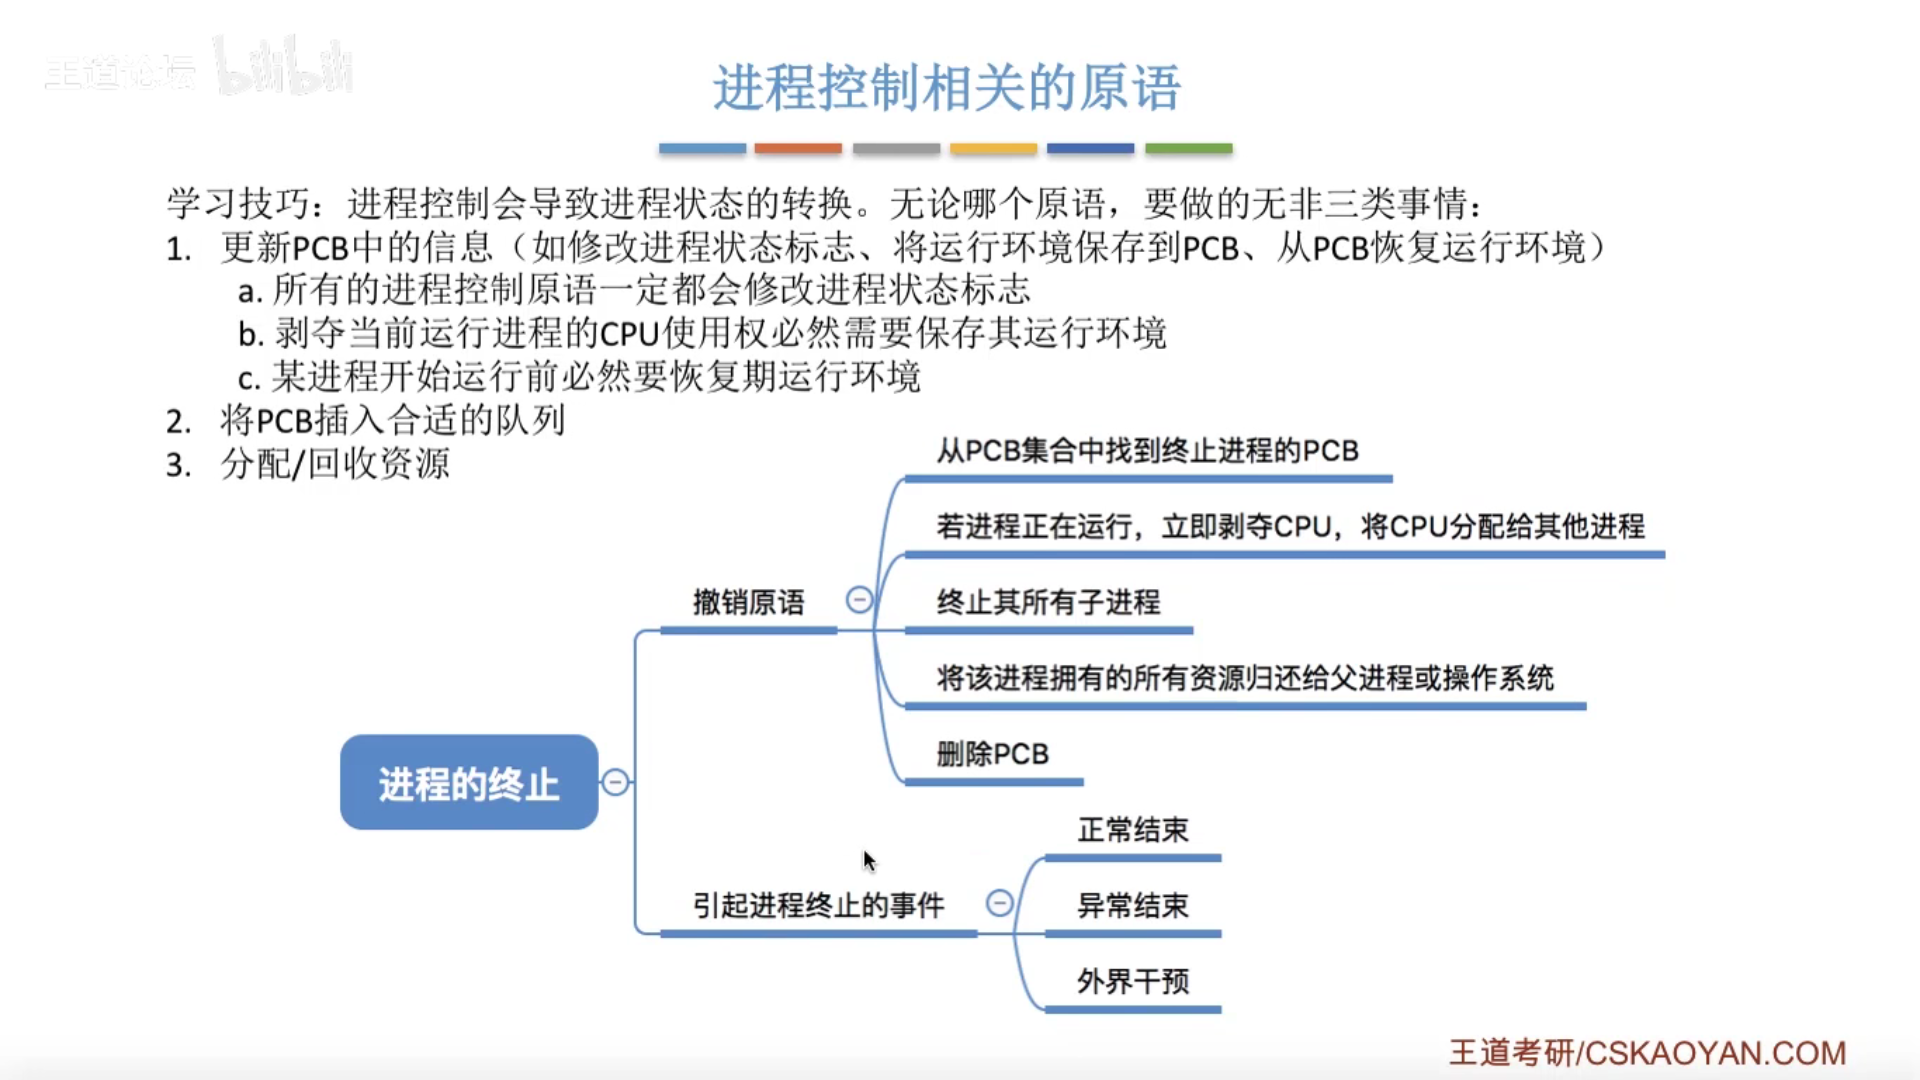 王道论坛 bilibili
进程控制相关的原语
学习技巧：进程控制会导致进程状态的转换。无论哪个原语，要做的无非三类事情：
1. 更新PCB中的信息（如修改进程状态标志、将运行环境保存到PCB、从PCB恢复运行环境）
a. 所有的进程控制原语一定都会修改进程状态标志
b. 剥夺当前运行进程的CPU使用权必然需要保存其运行环境
c. 某进程开始运行前必然要恢复期运行环境
2. 将PCB插入合适的队列
3. 分配/回收资源
从PCB集合中找到终止进程的PCB
若进程正在运行，立即剥夺CPU，将CPU分配给其他进程
撤销原语
终止其所有子进程
将该进程拥有的所有资源归还给父进程或操作系统
删除PCB
进程的终止
正常结束
引起进程终止的事件
异常结束
外界干预
王道考研/CSKAOYAN.COM